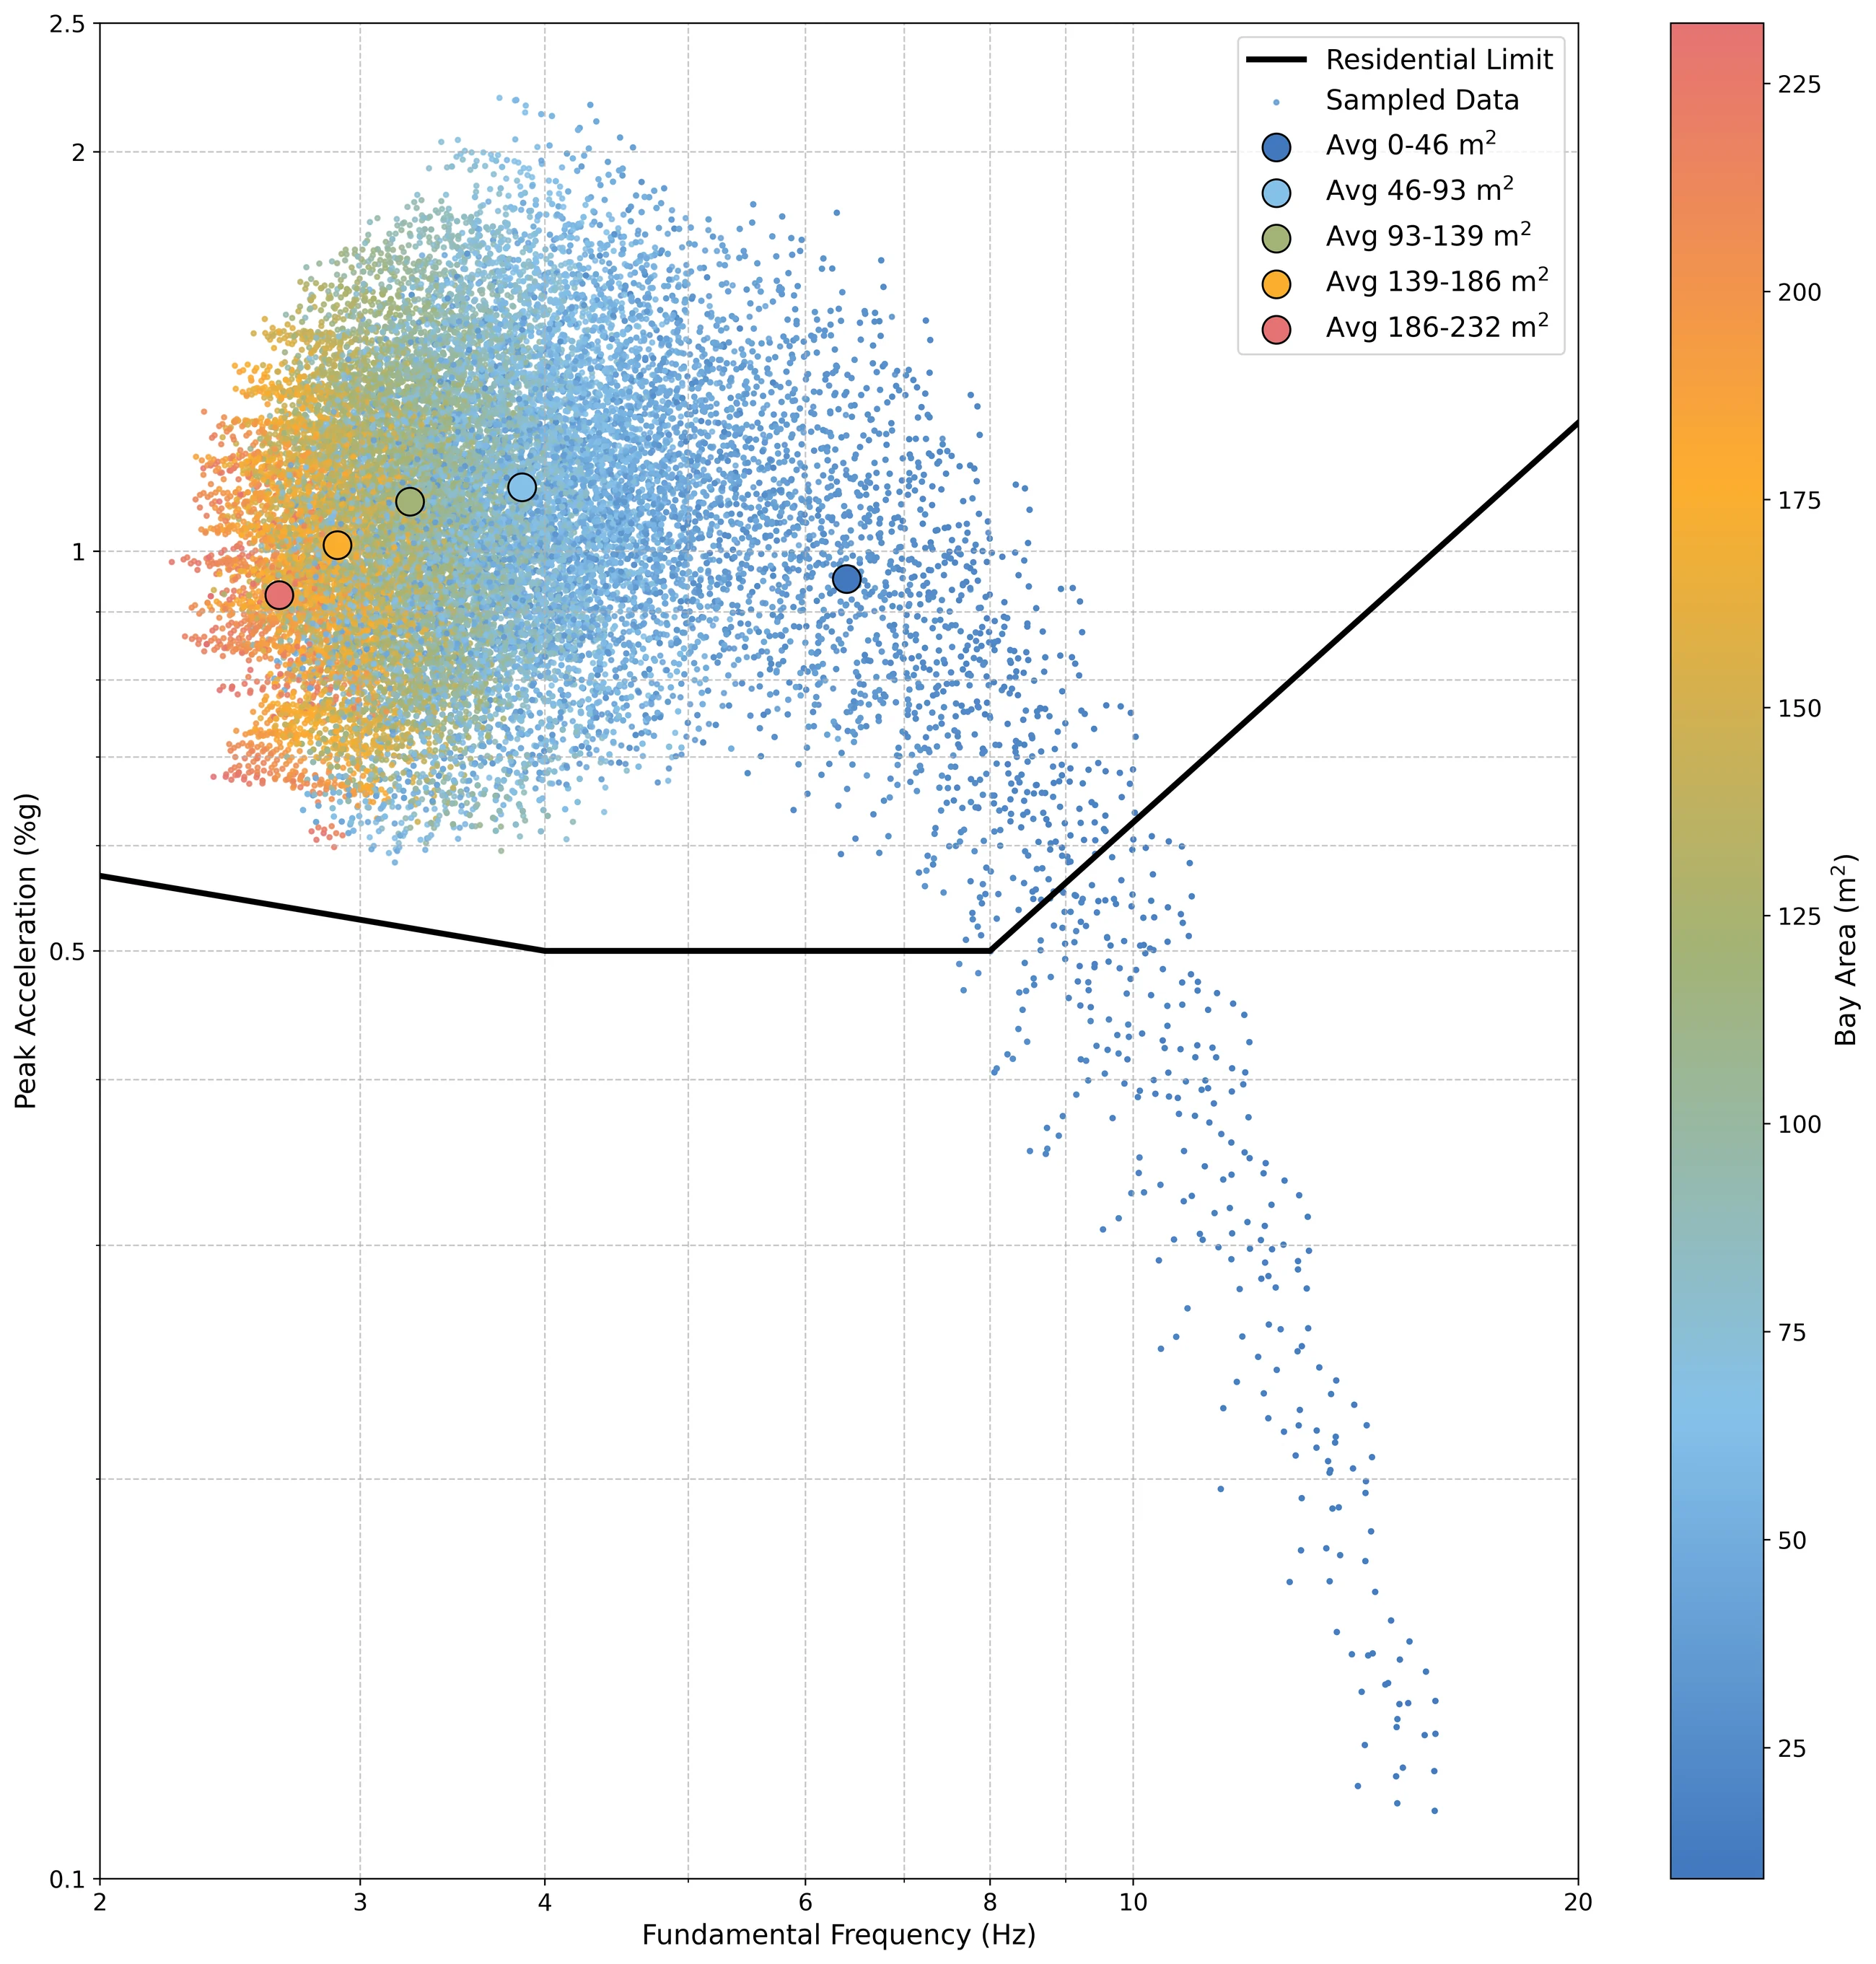 2.5
2
1
0.5
0.1
Peak Acceleration (%g)
2
3
4
6
8
10
20
Fundamental Frequency (Hz)
Residential Limit
Sampled Data
Avg 0-46 m²
Avg 46-93 m²
Avg 93-139 m²
Avg 139-186 m²
Avg 186-232 m²
225
200
175
150
125
100
75
50
25
Bay Area (m²)